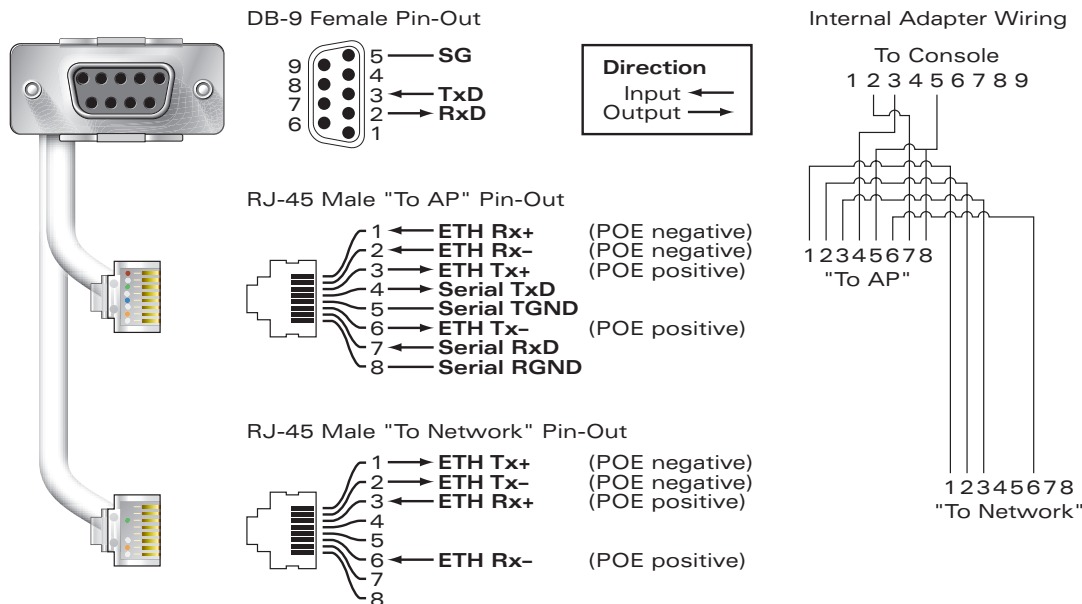 DB-9 Female Pin-Out
5 SG
9
4
8
3 TxD
7
2 RxD
6
1
Direction
Input
Output
Internal Adapter Wiring
To Console
1 2 3 4 5 6 7 8 9
12345678
"To AP"
12345678
"To Network"
RJ-45 Male "To AP" Pin-Out
1 ETH Rx+ (POE negative)
2 ETH Rx– (POE negative)
3 ETH Tx+ (POE positive)
4 Serial TxD
5 Serial TGND
6 ETH Tx– (POE positive)
7 Serial RxD
8 Serial RGND
RJ-45 Male "To Network" Pin-Out
1 ETH Tx+ (POE negative)
2 ETH Tx– (POE negative)
3 ETH Rx+ (POE positive)
4
5
6 ETH Rx– (POE positive)
7
8